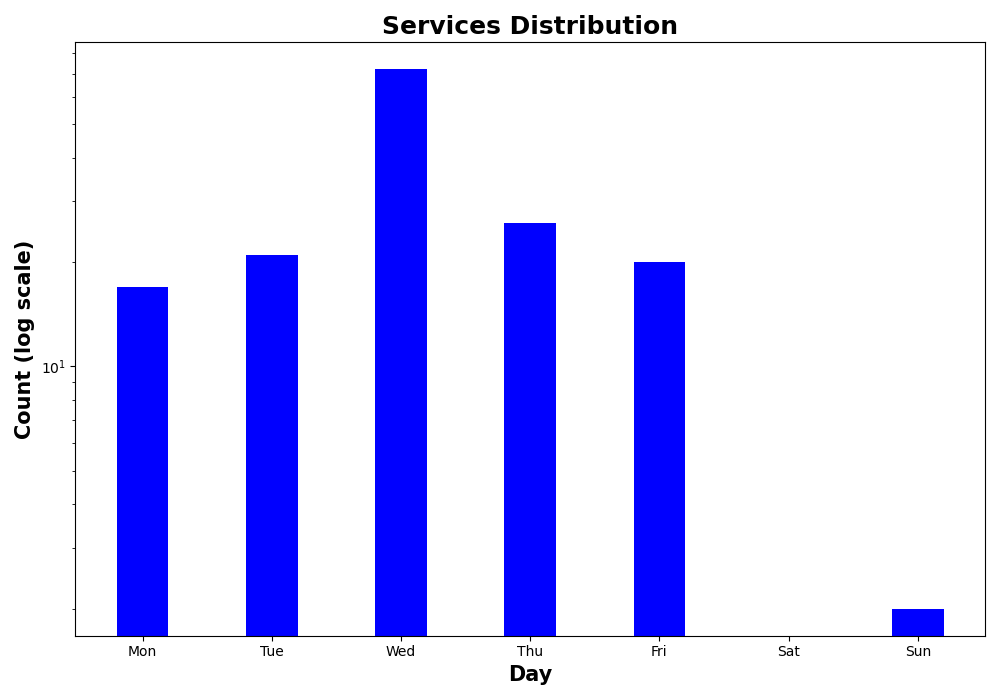 Services Distribution
Count (log scale)
10¹
Mon Tue Wed Thu Fri Sat Sun
Day